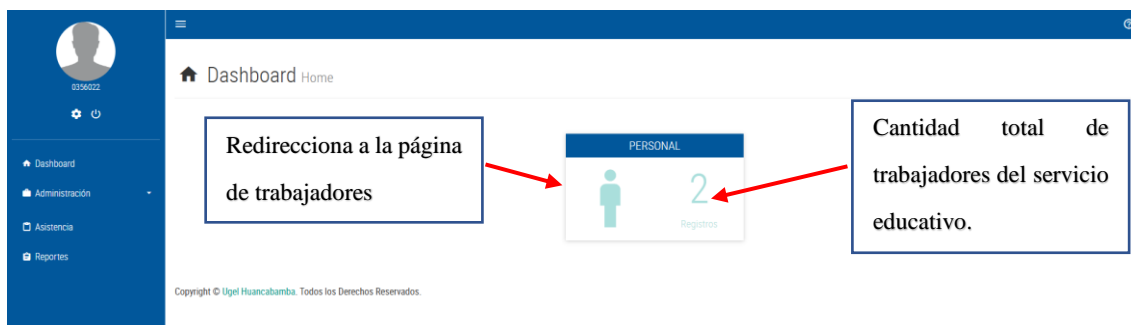 0356022
Dashboard
Administración
Asistencia
Reportes
Dashboard Home
Redirecciona a la página
de trabajadores
PERSONAL
2
Registros
Cantidad total de
trabajadores del servicio
educativo.
Copyright © Ugel Huancabamba. Todos los Derechos Reservados.